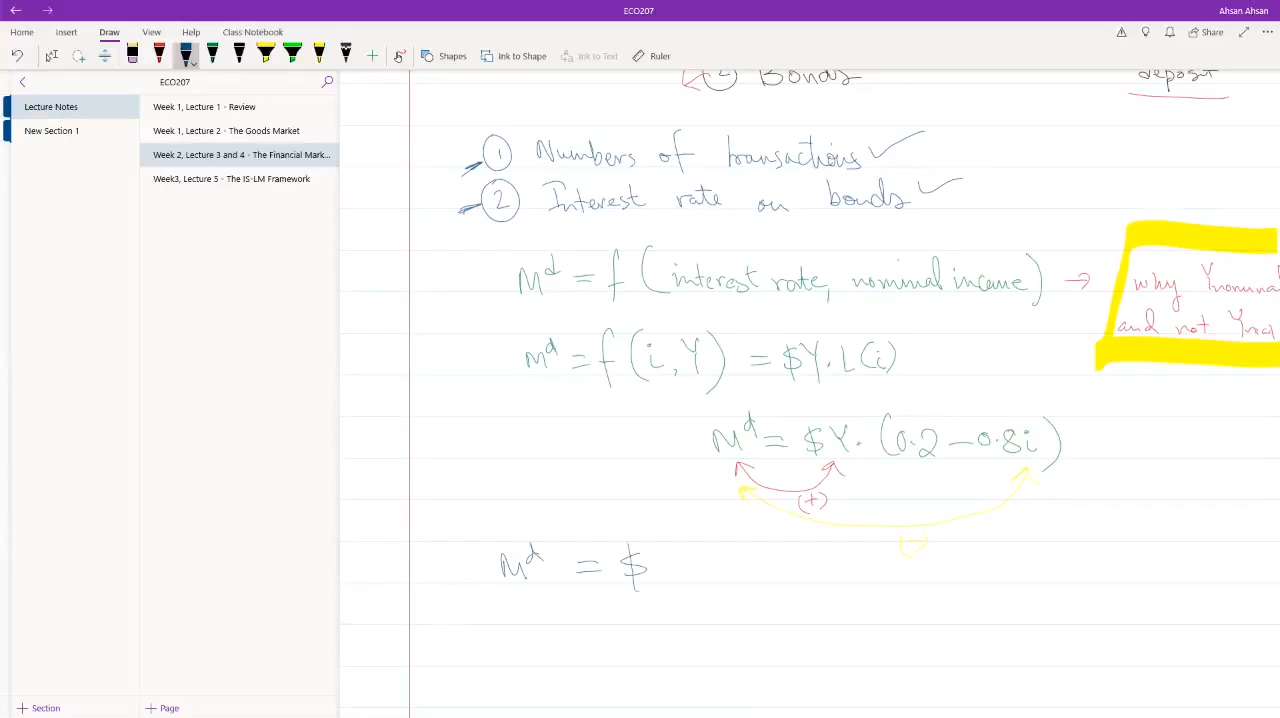 ECO207
Ahsan Ahsan
Home Insert Draw View Help Class Notebook
Share
Shapes Ink to Shape Ink to Text Ruler
ECO207
Lecture Notes
New Section 1
Week 1, Lecture 1 - Review
Week 1, Lecture 2 - The Goods Market
Week 2, Lecture 3 and 4 - The Financial Mark...
Week3, Lecture 5 - The IS-LM Framework
2 Bonds
deposit
1 Numbers of transactions ✓
2 Interest rate on bonds ✓
M^d = f (interest rate, nominal income) →
why Ynominal
and not Yreal
M^d = f (i, Y) = $Y. L(i)
M^d = $Y. (0.2 - 0.8i)
(+)
(-)
M^d = $
Section
Page